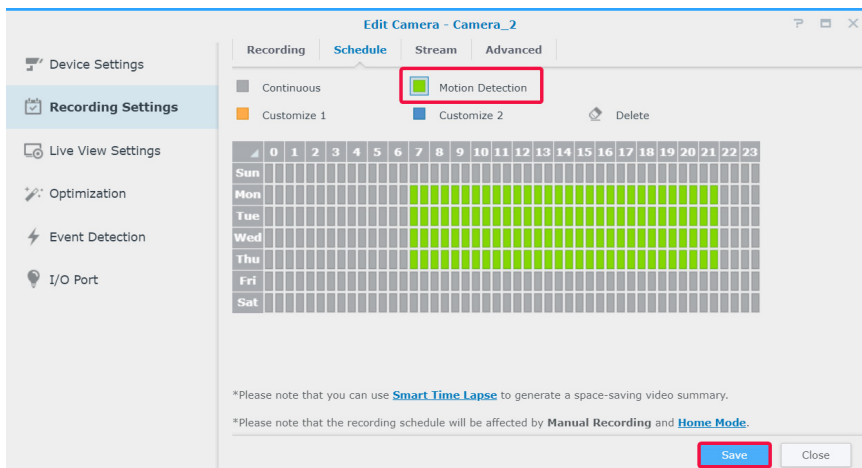 Edit Camera - Camera_2
Device Settings
Recording Settings
Live View Settings
Optimization
Event Detection
I/O Port
Recording Schedule Stream Advanced
Continuous Motion Detection
Customize 1 Customize 2 Delete
0 1 2 3 4 5 6 7 8 9 10 11 12 13 14 15 16 17 18 19 20 21 22 23
Sun
Mon
Tue
Wed
Thu
Fri
Sat
*Please note that you can use Smart Time Lapse to generate a space-saving video summary.
*Please note that the recording schedule will be affected by Manual Recording and Home Mode.
Save Close